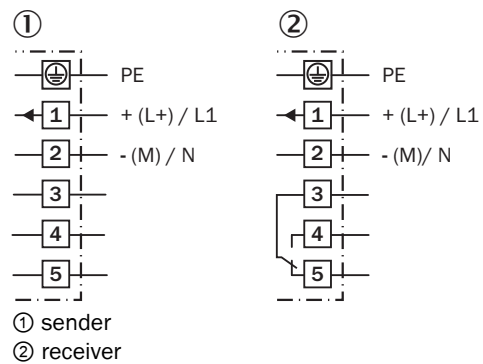 ① ②
PE PE
1 + (L+) / L1 1 + (L+) / L1
2 - (M) / N 2 - (M)/ N
3 3
4 4
5 5
① sender
② receiver